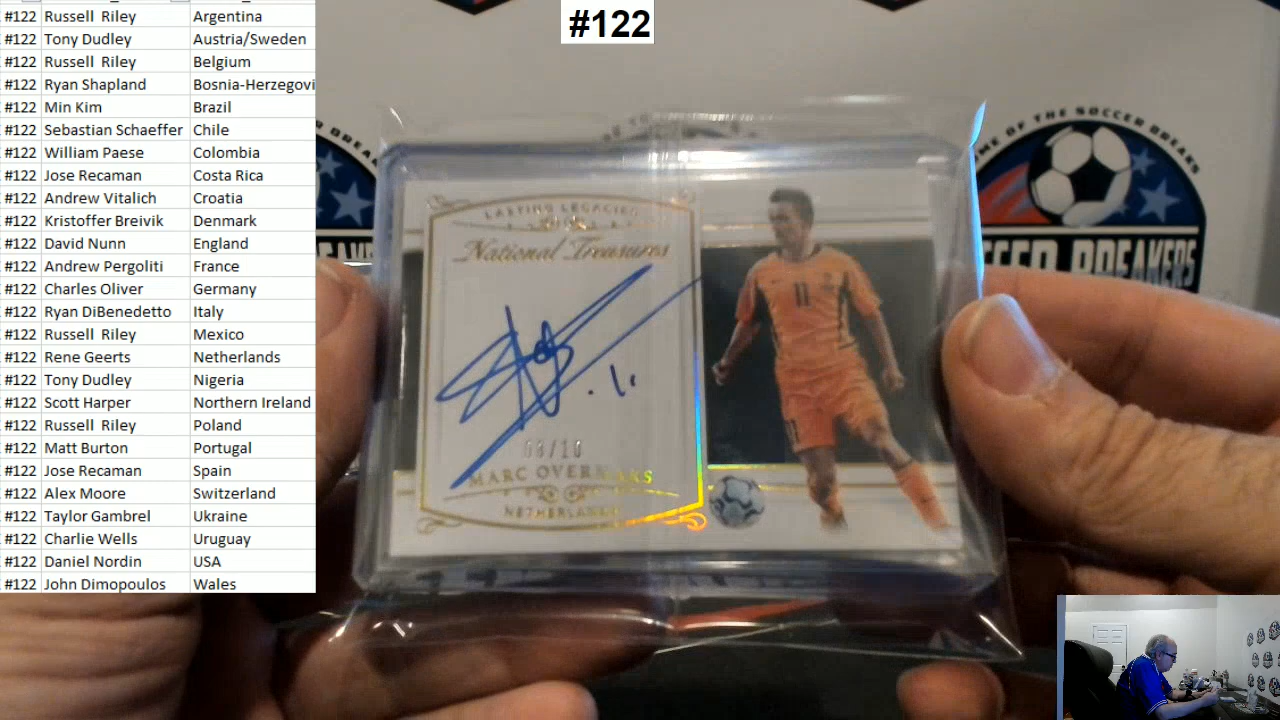 #122 Russell Riley Argentina
#122 Tony Dudley Austria/Sweden
#122 Russell Riley Belgium
#122 Ryan Shapland Bosnia-Herzegovi
#122 Min Kim Brazil
#122 Sebastian Schaeffer Chile
#122 William Paese Colombia
#122 Jose Recaman Costa Rica
#122 Andrew Vitalich Croatia
#122 Kristoffer Breivik Denmark
#122 David Nunn England
#122 Andrew Pergoliti France
#122 Charles Oliver Germany
#122 Ryan DiBenedetto Italy
#122 Russell Riley Mexico
#122 Rene Geerts Netherlands
#122 Tony Dudley Nigeria
#122 Scott Harper Northern Ireland
#122 Russell Riley Poland
#122 Matt Burton Portugal
#122 Jose Recaman Spain
#122 Alex Moore Switzerland
#122 Taylor Gambrel Ukraine
#122 Charlie Wells Uruguay
#122 Daniel Nordin USA
#122 John Dimopoulos Wales
#122
LASTING LEGACIES
National Treasures
11
08/10
MARC OVERMARS
NETHERLANDS
OF THE SOCCER BREAKS
BREAKERS